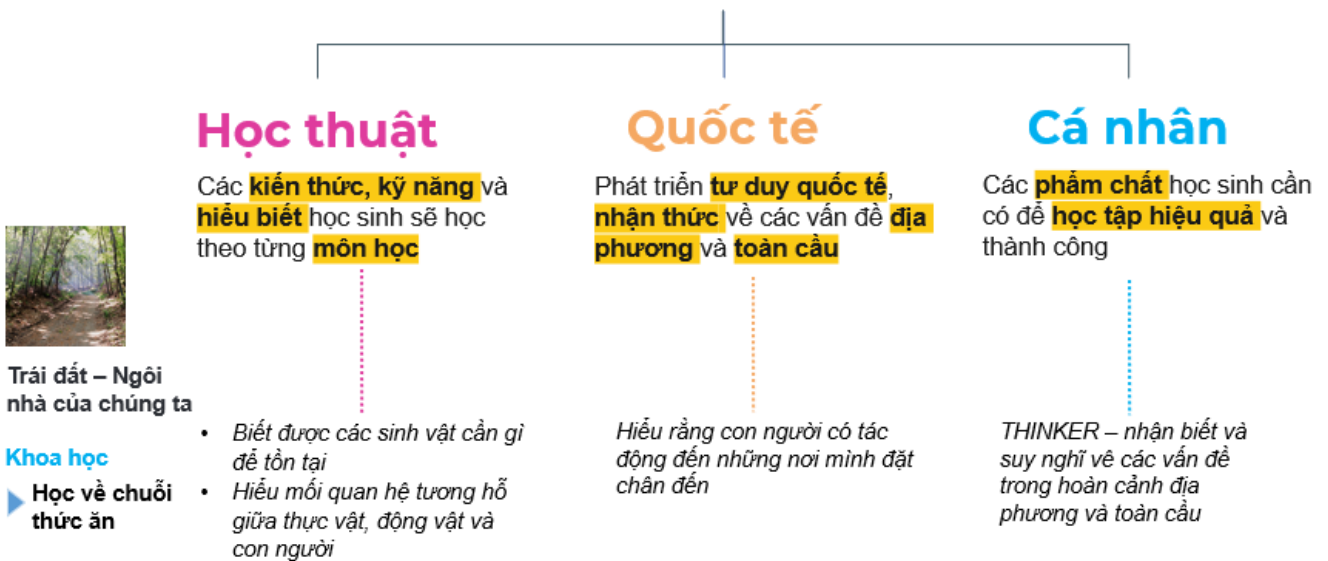 Học thuật
Các kiến thức, kỹ năng và
hiểu biết học sinh sẽ học
theo từng môn học
Quốc tế
Phát triển tư duy quốc tế,
nhận thức về các vấn đề địa
phương và toàn cầu
Cá nhân
Các phẩm chất học sinh cần
có để học tập hiệu quả và
thành công
Trái đất – Ngôi
nhà của chúng ta
Khoa học
Học về chuỗi
thức ăn
• Biết được các sinh vật cần gì
để tồn tại
• Hiểu mối quan hệ tương hỗ
giữa thực vật, động vật và
con người
Hiểu rằng con người có tác
động đến những nơi mình đặt
chân đến
THINKER – nhận biết và
suy nghĩ vê các vấn đề
trong hoàn cảnh địa
phương và toàn cầu